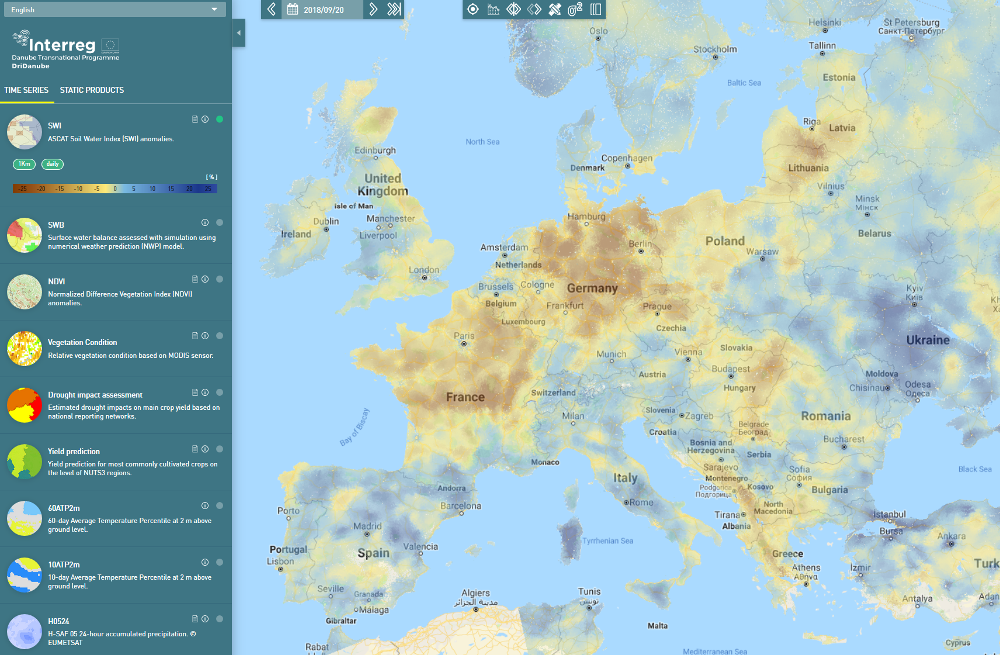 English
2018/09/20
σ2
Interreg
EUROPEAN UNION
Danube Transnational Programme
DriDanube
TIME SERIES
STATIC PRODUCTS
SWI
ASCAT Soil Water Index (SWI) anomalies.
1Km
daily
[ % ]
-25 -20 -15 -10 -5 0 5 10 15 20 25
SWB
Surface water balance assessed with simulation using
numerical weather prediction (NWP) model.
NDVI
Normalized Difference Vegetation Index (NDVI)
anomalies.
Vegetation Condition
Relative vegetation condition based on MODIS sensor.
Drought impact assessment
Estimated drought impacts on main crop yield based on
national reporting networks.
Yield prediction
Yield prediction for most commonly cultivated crops on
the level of NUTS3 regions.
60ATP2m
60-day Average Temperature Percentile at 2 m above
ground level.
10ATP2m
10-day Average Temperature Percentile at 2 m above
ground level.
H0524
H-SAF 05 24-hour accumulated precipitation. ©
EUMETSAT
Oslo
Helsinki
St Petersburg
Санкт-Петербург
Stockholm
Tallinn
Estonia
Baltic Sea
Riga
Latvia
North Sea
Edinburgh
Copenhagen
Denmark
Lithuania
United
Kingdom
Vilnius
Isle of Man
Minsk
Мінск
Dublin
Manchester
Hamburg
Ireland
Liverpool
Belarus
Amsterdam
Berlin
Poland
Warsaw
Netherlands
London
Brussels
Cologne
Germany
Kyiv
Київ
Belgium
Frankfurt
Prague
Luxembourg
Czechia
Paris
Ukraine
Slovakia
Munich
Vienna
Budapest
Austria
Moldova
Hungary
Chisinau
Odesa
Одеса
Switzerland
France
Slovenia
Zagreb
Milan
Romania
Bay of Biscay
Belgrade
Београд
Croatia
Bucharest
Bosnia and
Herzegovina
Serbia
Monaco
Sarajevo
Sofia
София
Black Sea
Italy
Montenegro
Kosovo
Andorra
Podgorica
Подгорица
Bulgaria
Rome
Barcelona
North
Macedonia
Porto
Tirana
Istanbul
Madrid
Albania
Bursa
Ankara
Tyrrhenian Sea
Valencia
Portugal
Spain
Greece
Lisbon
Turk
Athens
Αθήνα
İzmir
Seville
Granada
Algiers
مدينة الجزائر
Tunis
تونس
Antalya
Adan
Málaga
Gibraltar
Malta
Rabat
Cyprus
Mediterranean Sea